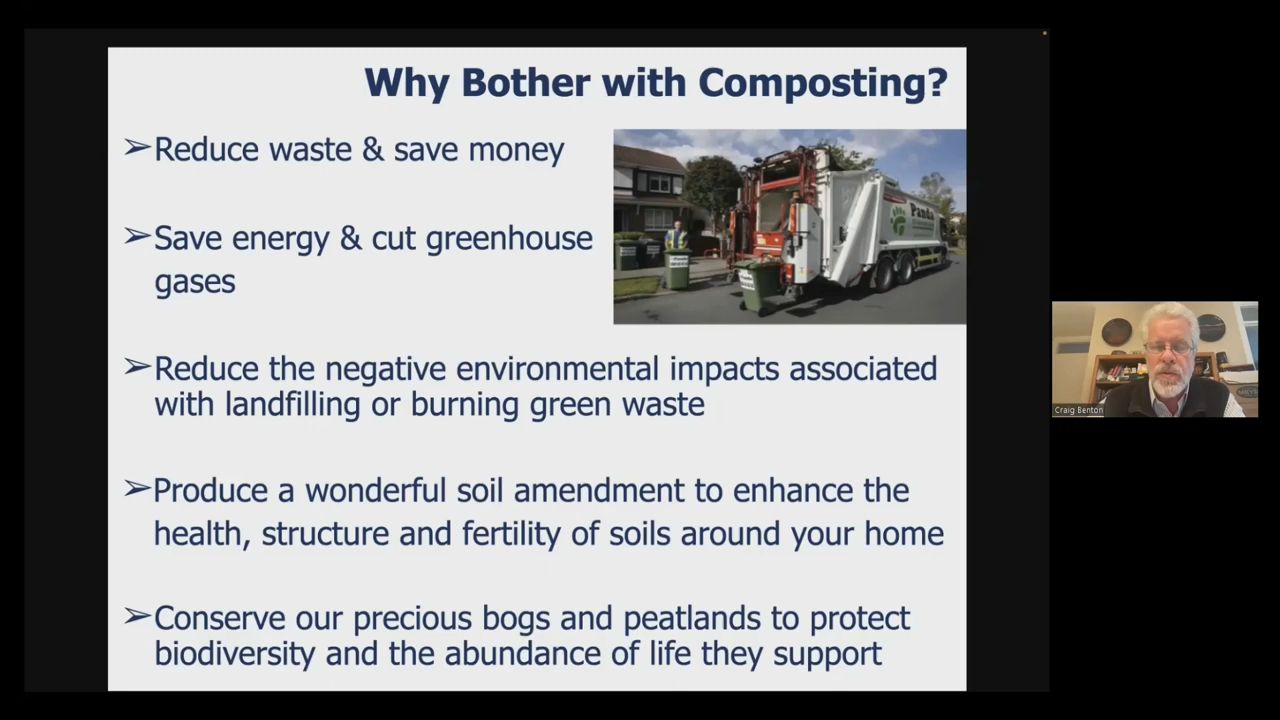 Why Bother with Composting?
➢Reduce waste & save money
➢Save energy & cut greenhouse
gases
Panda
➢Reduce the negative environmental impacts associated
with landfilling or burning green waste
➢Produce a wonderful soil amendment to enhance the
health, structure and fertility of soils around your home
➢Conserve our precious bogs and peatlands to protect
biodiversity and the abundance of life they support
Craig Benton